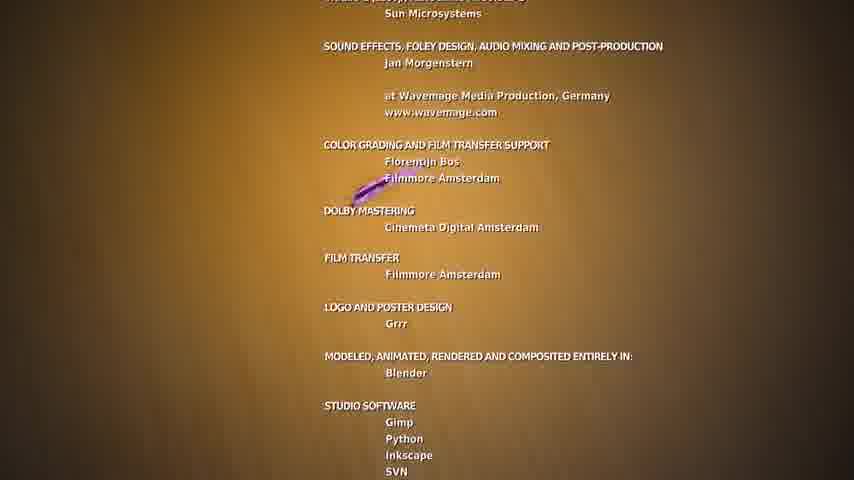 Sun Microsystems
SOUND EFFECTS, FOLEY DESIGN, AUDIO MIXING AND POST-PRODUCTION
Jan Morgenstern
at Wavemage Media Production, Germany
www.wavemage.com
COLOR GRADING AND FILM TRANSFER SUPPORT
Florentijn Bos
Filmmore Amsterdam
DOLBY MASTERING
Cinemeta Digital Amsterdam
FILM TRANSFER
Filmmore Amsterdam
LOGO AND POSTER DESIGN
Grrr
MODELED, ANIMATED, RENDERED AND COMPOSITED ENTIRELY IN:
Blender
STUDIO SOFTWARE
Gimp
Python
Inkscape
SVN